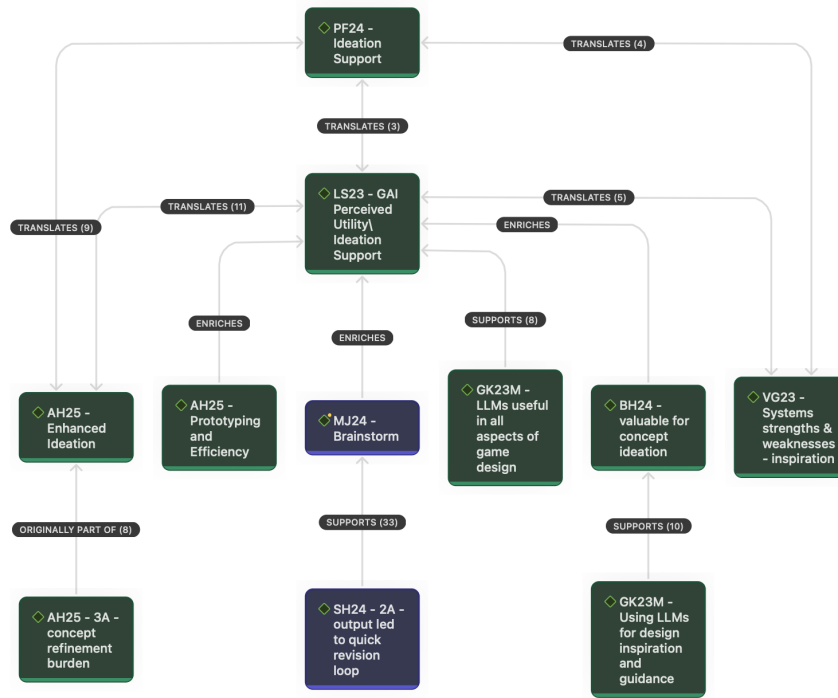 PF24 -
Ideation
Support
TRANSLATES (4)
TRANSLATES (3)
LS23 - GAI
Perceived
Utility\
Ideation
Support
TRANSLATES (11)
TRANSLATES (5)
TRANSLATES (9)
ENRICHES
ENRICHES
ENRICHES
SUPPORTS (8)
AH25 -
Enhanced
Ideation
AH25 -
Prototyping
and
Efficiency
MJ24 -
Brainstorm
GK23M -
LLMs useful
in all
aspects of
game
design
BH24 -
valuable for
concept
ideation
VG23 -
Systems
strengths &
weaknesses
- inspiration
ORIGINALLY PART OF (8)
SUPPORTS (33)
SUPPORTS (10)
AH25 - 3A -
concept
refinement
burden
SH24 - 2A -
output led
to quick
revision
loop
GK23M -
Using LLMs
for design
inspiration
and
guidance